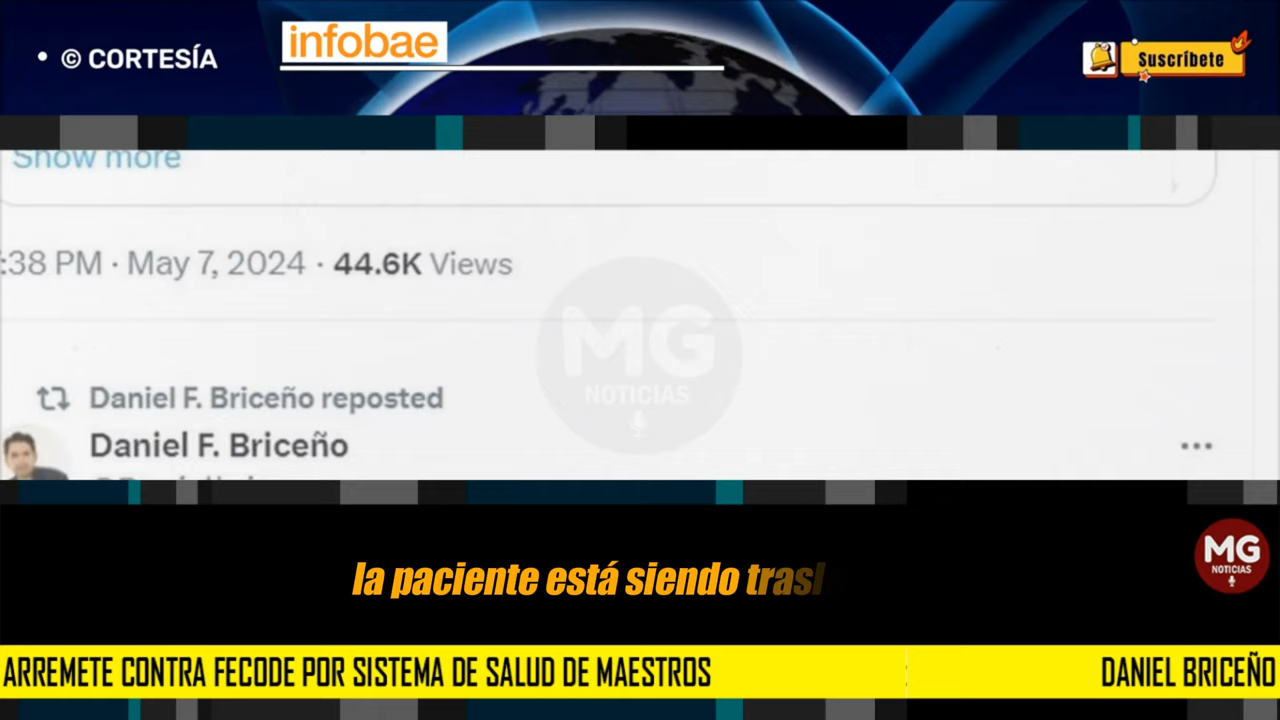 • © CORTESÍA
infobae
Suscríbete
Show more
:38 PM · May 7, 2024 · 44.6K Views
MG
NOTICIAS
Daniel F. Briceño reposted
Daniel F. Briceño
MG
NOTICIAS
la paciente está siendo trasl
ARREMETE CONTRA FECODE POR SISTEMA DE SALUD DE MAESTROS
DANIEL BRICEÑO